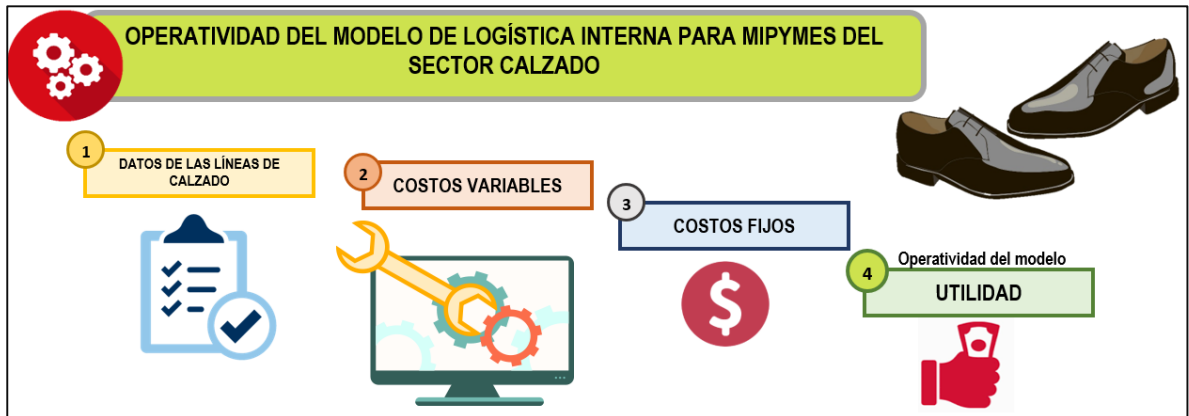 OPERATIVIDAD DEL MODELO DE LOGÍSTICA INTERNA PARA MIPYMES DEL
SECTOR CALZADO
1
DATOS DE LAS LÍNEAS DE
CALZADO
2
COSTOS VARIABLES
3
COSTOS FIJOS
$
Operatividad del modelo
4
UTILIDAD